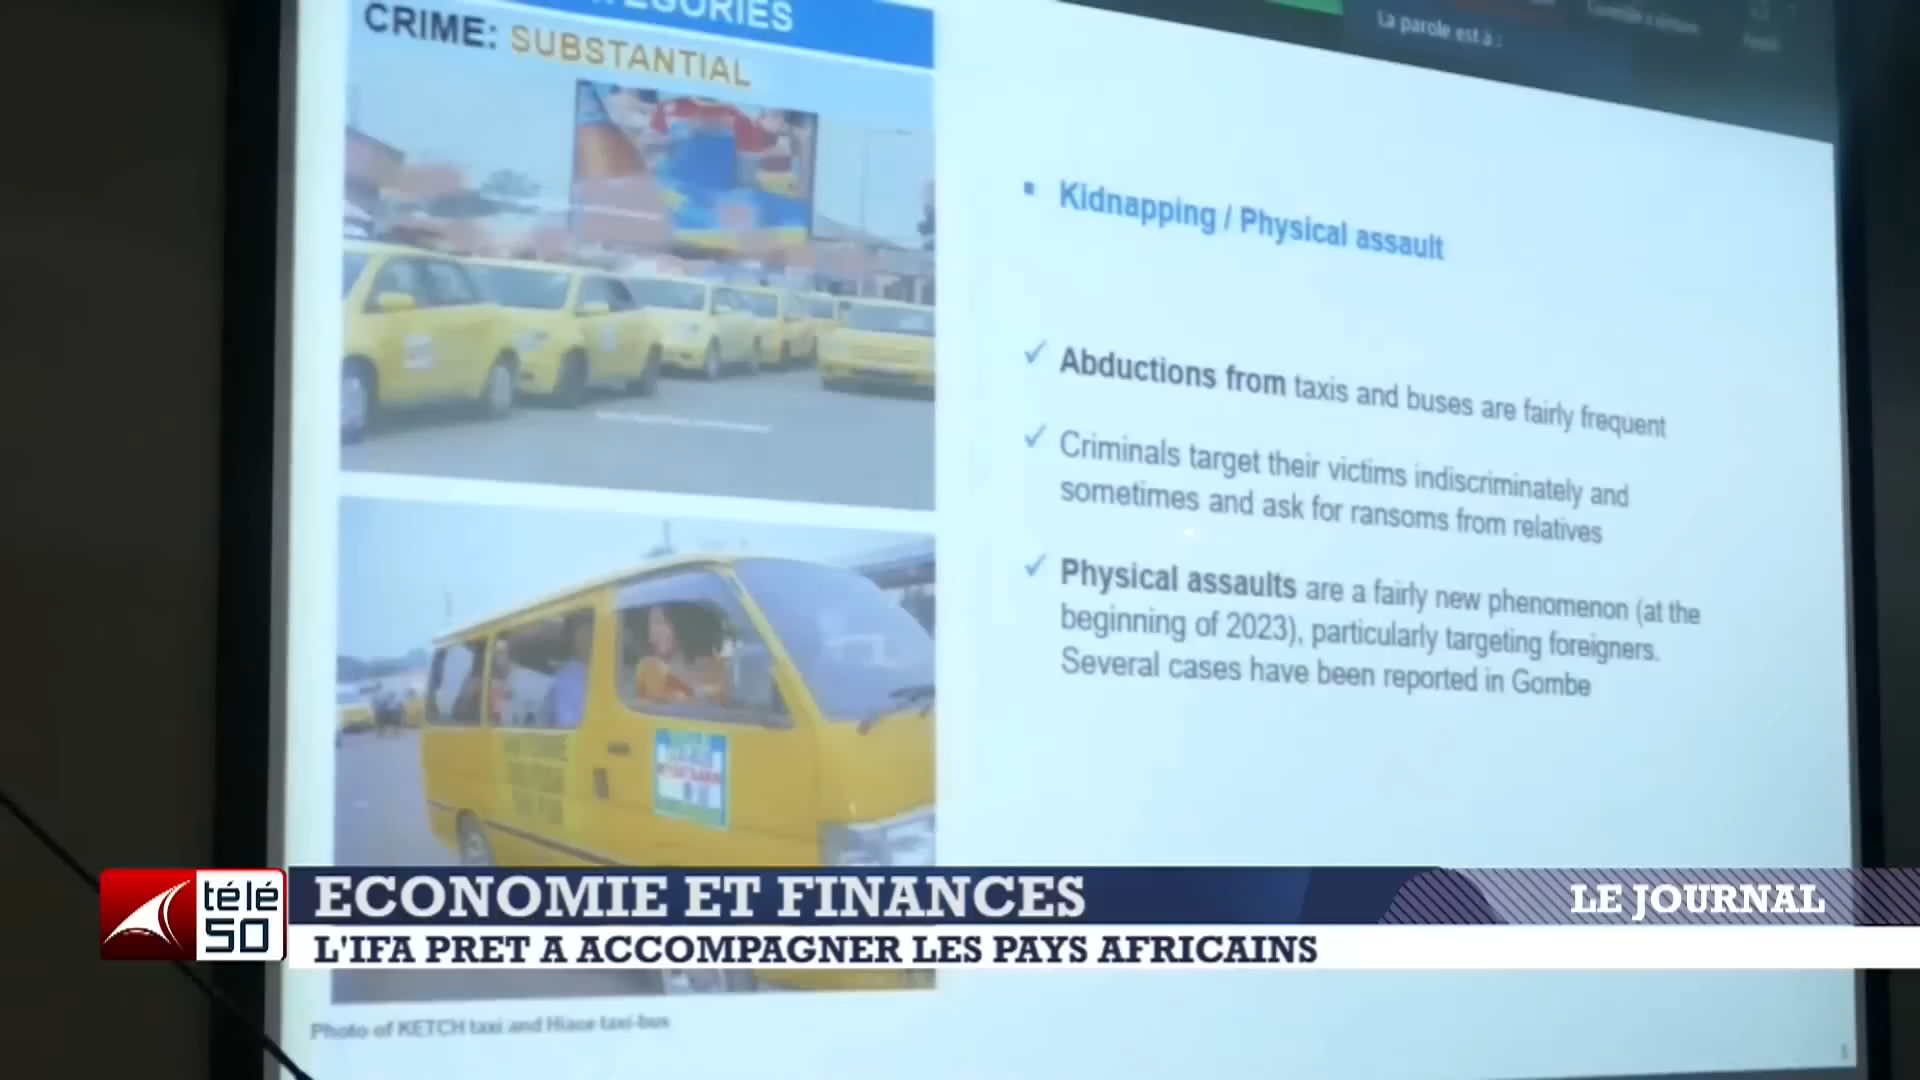 CRIME: SUBSTANTIAL
La parole est à :
Kidnapping / Physical assault
Abductions from taxis and buses are fairly frequent
Criminals target their victims indiscriminately and
sometimes and ask for ransoms from relatives
Physical assaults are a fairly new phenomenon (at the
beginning of 2023), particularly targeting foreigners.
Several cases have been reported in Gombe
télé
50
ECONOMIE ET FINANCES
LE JOURNAL
L'IFA PRET A ACCOMPAGNER LES PAYS AFRICAINS
Photo of KETCH taxi and Hiace taxi-bus